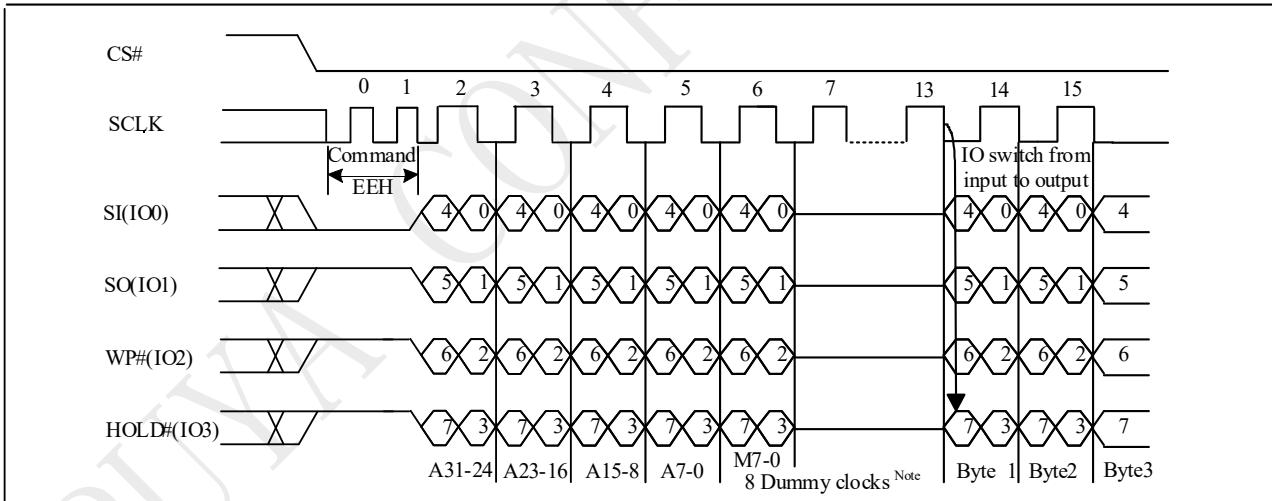 CS#
0 1 2 3 4 5 6 7 13 14 15
SCLK
Command
EEH
IO switch from
input to output
SI(IO0)
4 0 4 0 4 0 4 0 4 0 4 0 4 0 4
SO(IO1)
5 1 5 1 5 1 5 1 5 1 5 1 5 1 5
WP#(IO2)
6 2 6 2 6 2 6 2 6 2 6 2 6 2 6
HOLD#(IO3)
7 3 7 3 7 3 7 3 7 3 7 3 7 3 7
A31-24 A23-16 A15-8 A7-0 M7-0 Byte 1 Byte2 Byte3
8 Dummy clocks Note
PUYA CONF